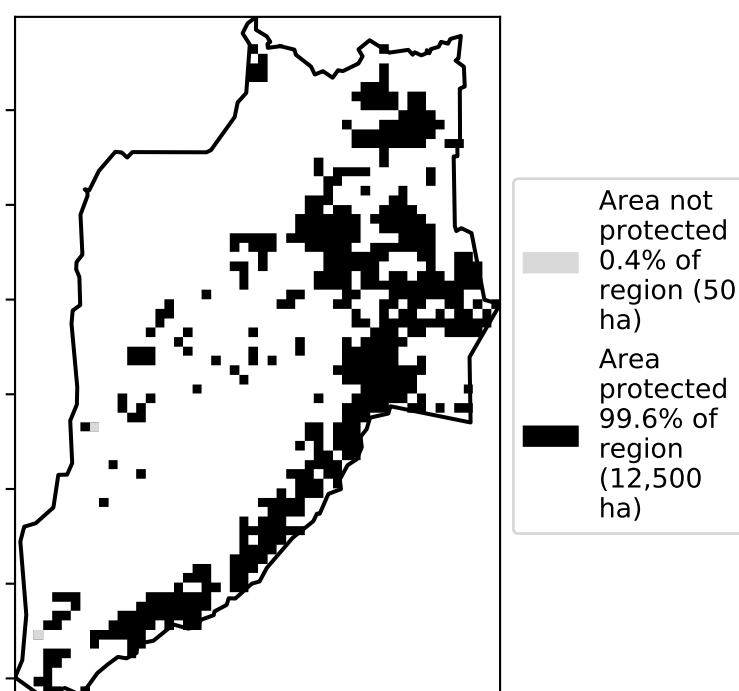 Area not
protected
0.4% of
region (50
ha)
Area
protected
99.6% of
region
(12,500
ha)